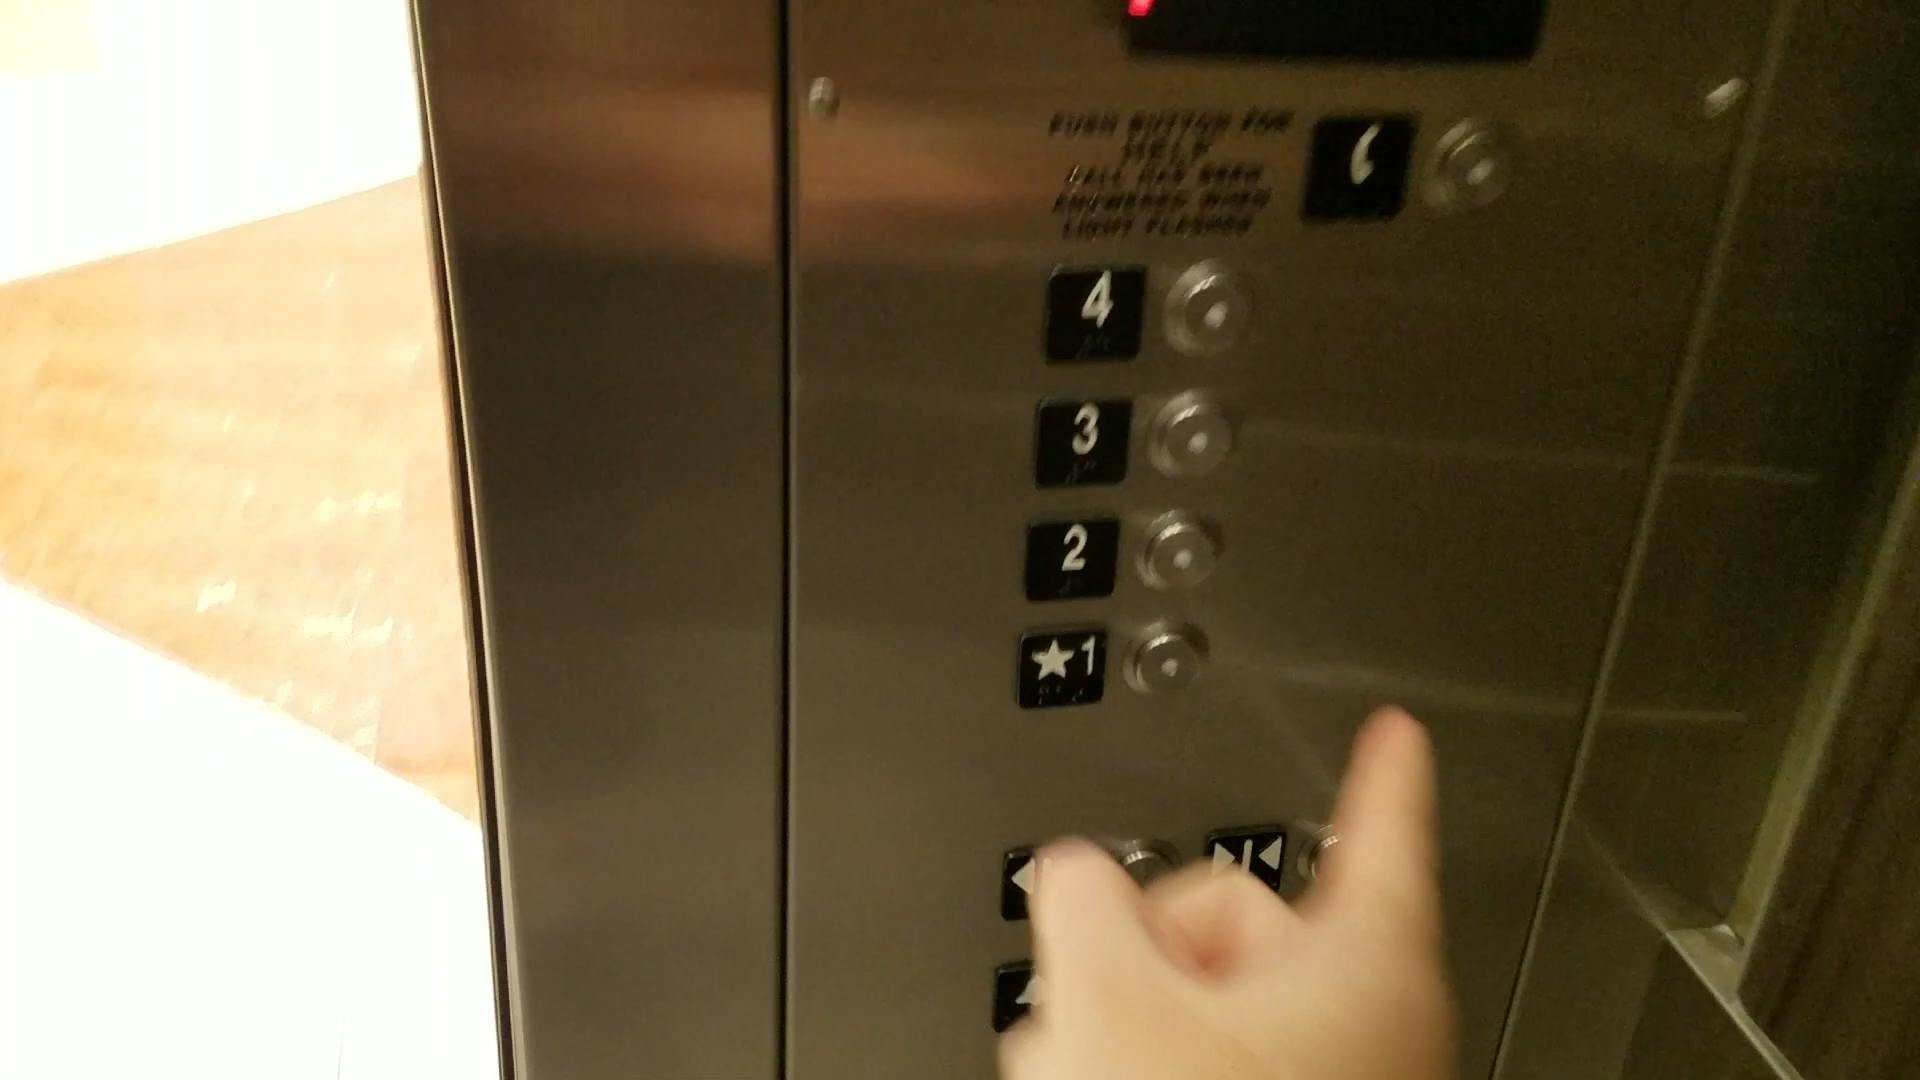 PUSH BUTTON FOR
HELP
CALL HAS BEEN
ANSWERED WHEN
LIGHT FLASHES
4
3
2
★1